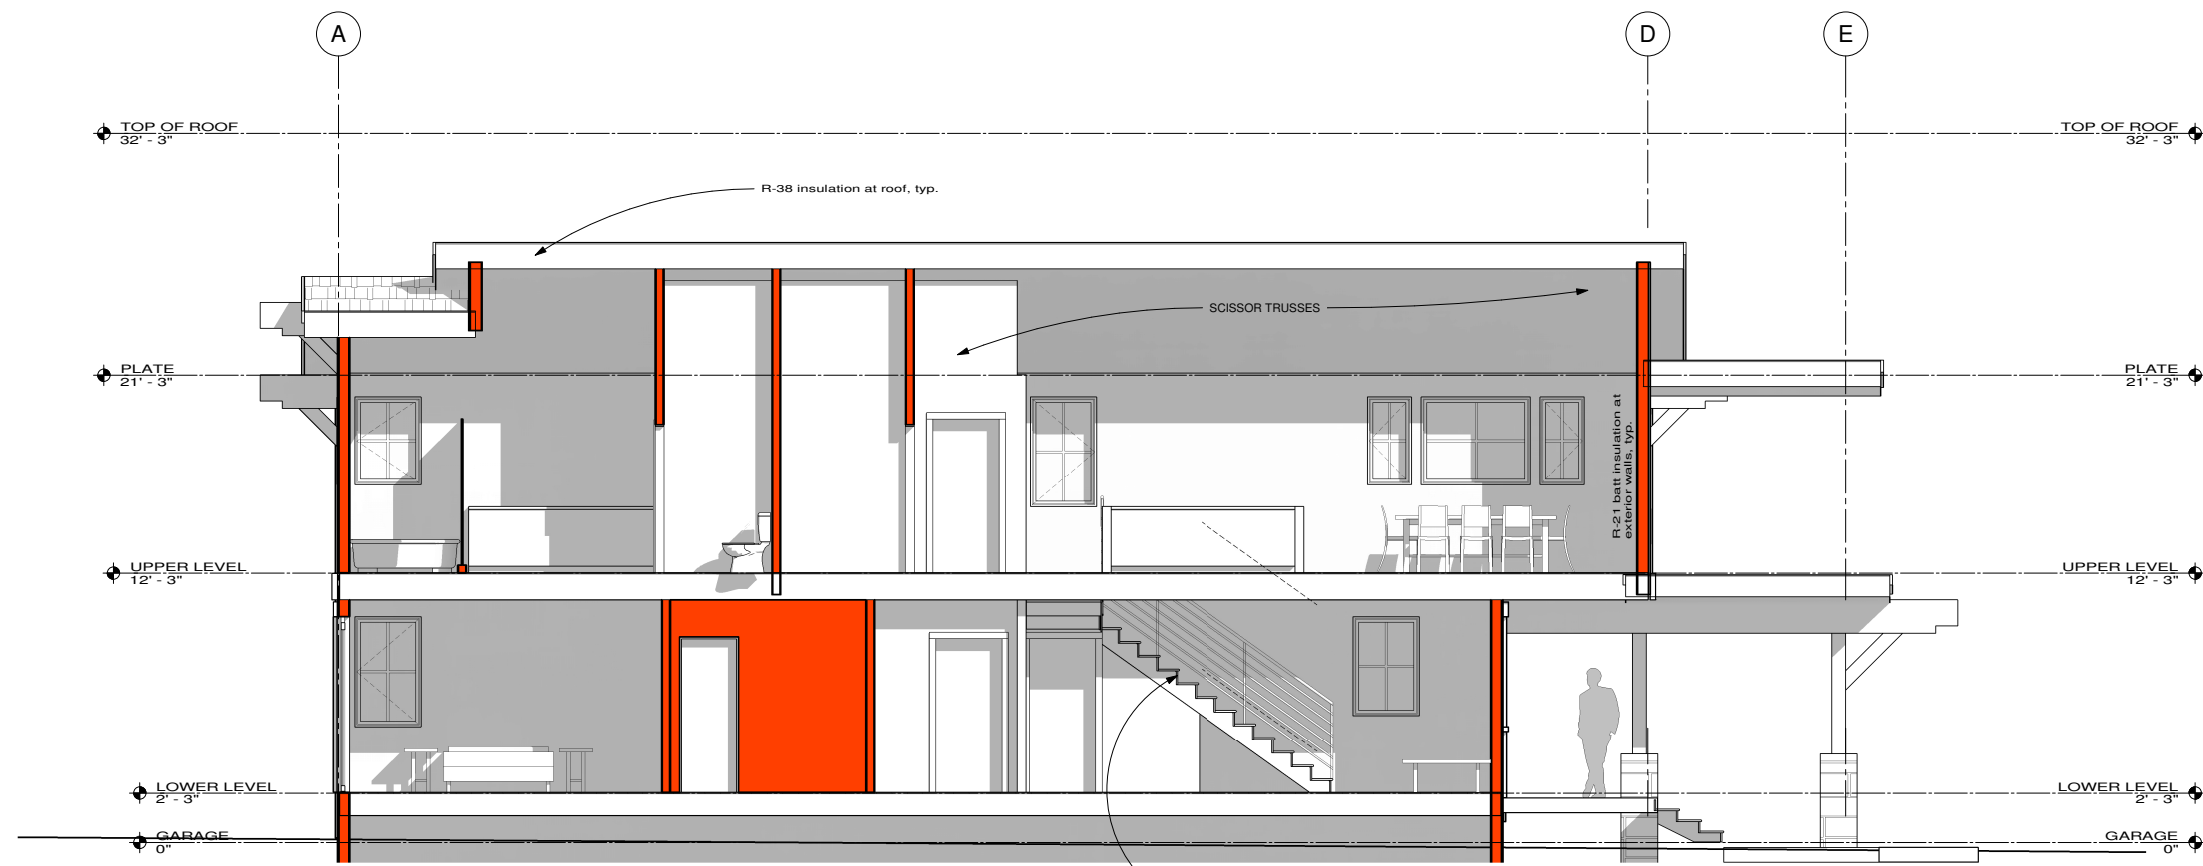 A
D
E
TOP OF ROOF
32' - 3"
TOP OF ROOF
32' - 3"
R-38 insulation at roof, typ.
SCISSOR TRUSSES
PLATE
21' - 3"
PLATE
21' - 3"
R-21 batt insulation at
exterior walls, typ.
UPPER LEVEL
12' - 3"
UPPER LEVEL
12' - 3"
LOWER LEVEL
2' - 3"
LOWER LEVEL
2' - 3"
GARAGE
0"
GARAGE
0"